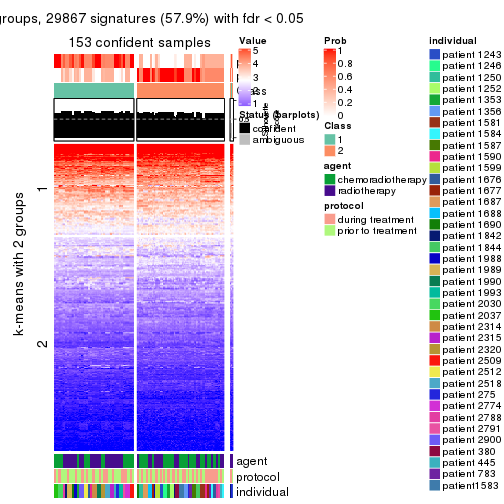 groups, 29867 signatures (57.9%) with fdr < 0.05
153 confident samples
k-means with 2 groups
1
2
agent
protocol
individual
Value
5
4
3
2
1
Status (barplots)
confident
ambiguous
Prob
1
0.8
0.6
0.4
0.2
0
Class
1
2
agent
chemoradiotherapy
radiotherapy
protocol
during treatment
prior to treatment
individual
patient 1243
patient 1246
patient 1250
patient 1252
patient 1353
patient 1356
patient 1581
patient 1584
patient 1587
patient 1590
patient 1599
patient 1676
patient 1677
patient 1687
patient 1688
patient 1690
patient 1842
patient 1844
patient 1988
patient 1989
patient 1990
patient 1993
patient 2030
patient 2037
patient 2314
patient 2315
patient 2320
patient 2509
patient 2512
patient 2518
patient 275
patient 2774
patient 2788
patient 2791
patient 2900
patient 380
patient 445
patient 783
patient1583